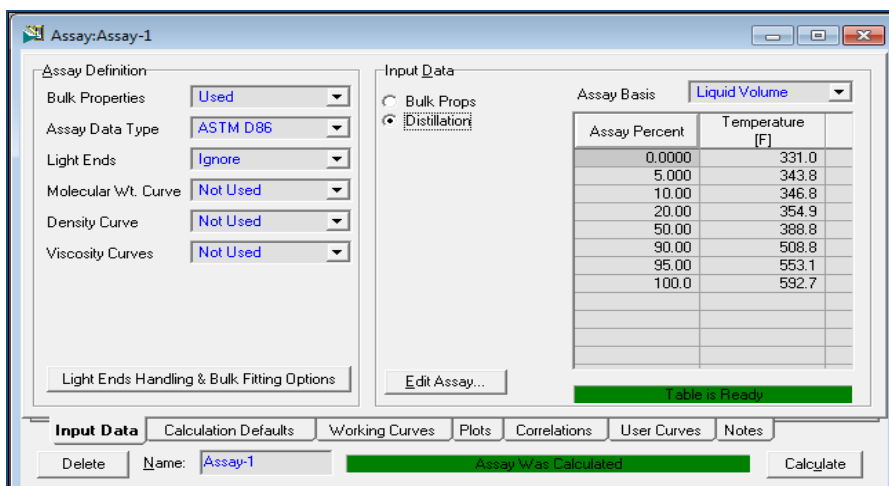 Assay:Assay-1
Assay Definition
Bulk Properties Used
Assay Data Type ASTM D86
Light Ends Ignore
Molecular Wt. Curve Not Used
Density Curve Not Used
Viscosity Curves Not Used
Light Ends Handling & Bulk Fitting Options
Input Data
Bulk Props
Distillation
Assay Basis Liquid Volume
Assay Percent Temperature
[F]
0.0000 331.0
5.000 343.8
10.00 346.8
20.00 354.9
50.00 388.8
90.00 508.8
95.00 553.1
100.0 592.7
Edit Assay...
Table is Ready
Input Data Calculation Defaults Working Curves Plots Correlations User Curves Notes
Delete Name: Assay-1 Assay Was Calculated Calculate